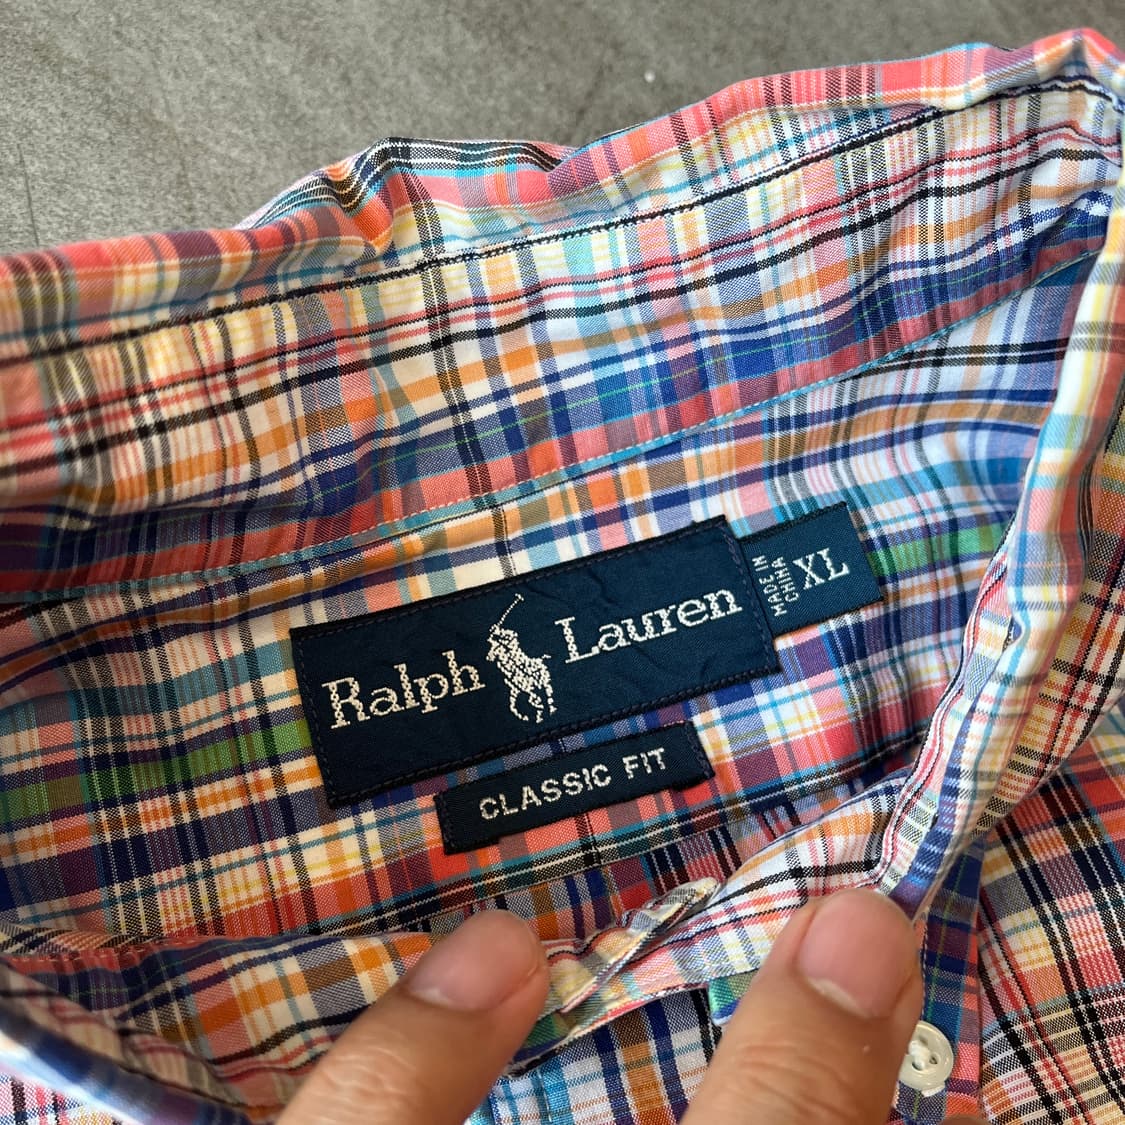 Ralph Lauren
MADE IN
CHINA
XL
CLASSIC FIT